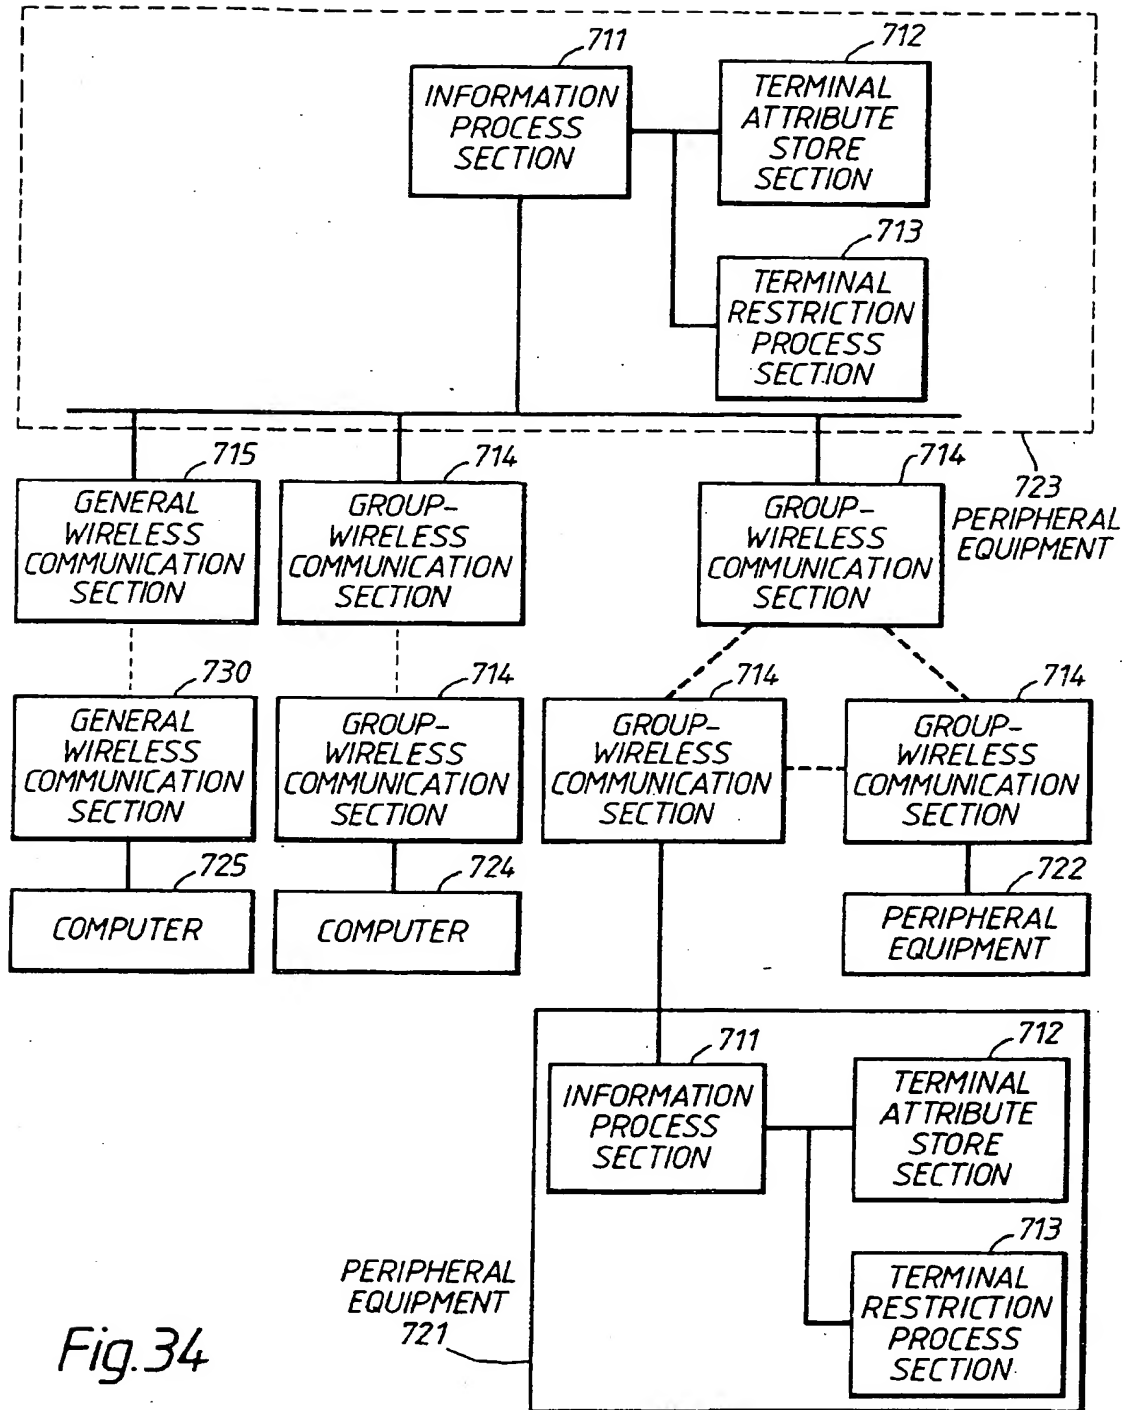 711
INFORMATION
PROCESS
SECTION
712
TERMINAL
ATTRIBUTE
STORE
SECTION
713
TERMINAL
RESTRICTION
PROCESS
SECTION
715
GENERAL
WIRELESS
COMMUNICATION
SECTION
714
GROUP-
WIRELESS
COMMUNICATION
SECTION
714
GROUP-
WIRELESS
COMMUNICATION
SECTION
723
PERIPHERAL
EQUIPMENT
730
GENERAL
WIRELESS
COMMUNICATION
SECTION
714
GROUP-
WIRELESS
COMMUNICATION
SECTION
714
GROUP-
WIRELESS
COMMUNICATION
SECTION
714
GROUP-
WIRELESS
COMMUNICATION
SECTION
725
COMPUTER
724
COMPUTER
722
PERIPHERAL
EQUIPMENT
711
INFORMATION
PROCESS
SECTION
712
TERMINAL
ATTRIBUTE
STORE
SECTION
713
TERMINAL
RESTRICTION
PROCESS
SECTION
PERIPHERAL
EQUIPMENT
721
Fig.34